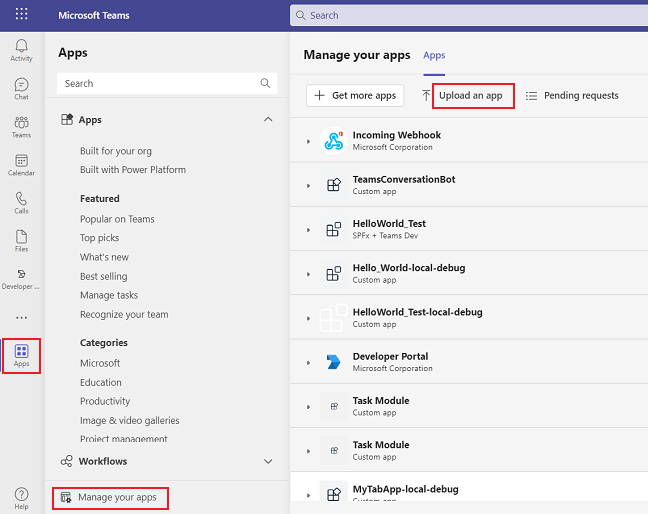 Microsoft Teams
Search
Activity
Chat
Teams
Calendar
Calls
Files
Developer ...
Apps
Help
Apps
Search
Apps
Built for your org
Built with Power Platform
Featured
Popular on Teams
Top picks
What's new
Best selling
Manage tasks
Recognize your team
Categories
Microsoft
Education
Productivity
Image & video galleries
Project management
Workflows
Manage your apps
Manage your apps Apps
Get more apps Upload an app Pending requests
Incoming Webhook
Microsoft Corporation
TeamsConversationBot
Custom app
HelloWorld_Test
SPFx + Teams Dev
Hello_World-local-debug
Custom app
HelloWorld_Test-local-debug
Custom app
Developer Portal
Microsoft Corporation
Task Module
Custom app
Task Module
Custom app
MyTabApp-local-debug
Custom app